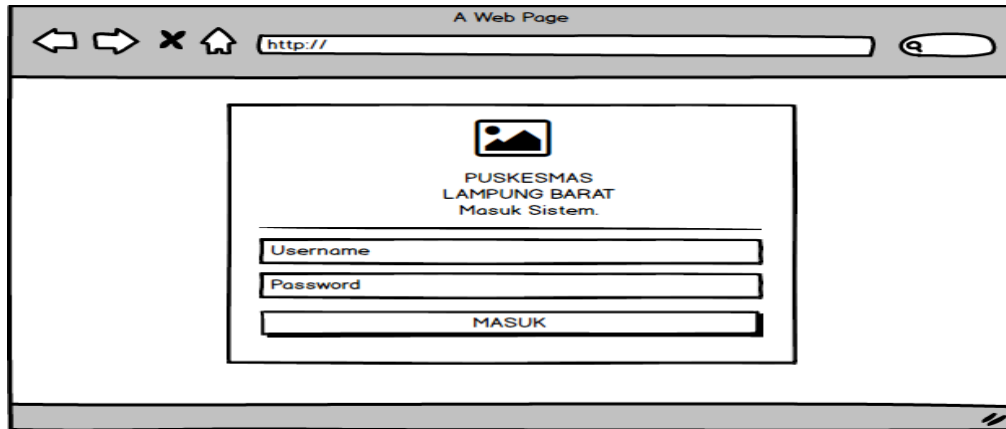 A Web Page
http://
PUSKESMAS
LAMPUNG BARAT
Masuk Sistem.
Username
Password
MASUK